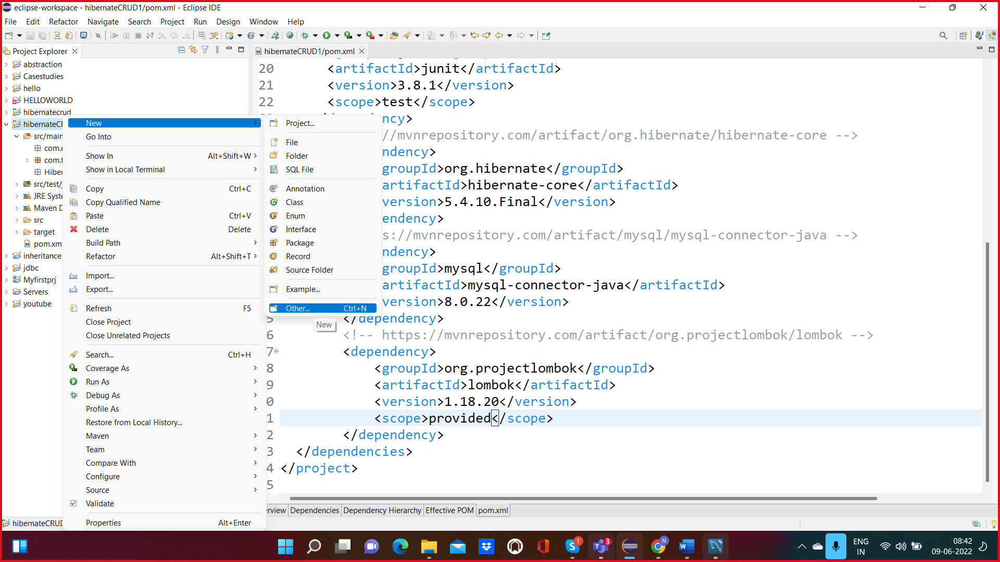 eclipse-workspace - hibernateCRUD1/pom.xml - Eclipse IDE
File Edit Refactor Navigate Search Project Run Design Window Help
Project Explorer
hibernateCRUD1/pom.xml
abstraction
Casestudies
hello
HELLOWORLD
hibernatecrud
hibernateCR
src/main
com.
com.
Hiber
src/test/
JRE Syste
Maven D
src
target
pom.xm
inheritance
jdbc
Myfirstprj
Servers
youtube
New
Go Into
Show In Alt+Shift+W
Show in Local Terminal
Copy Ctrl+C
Copy Qualified Name
Paste Ctrl+V
Delete Delete
Build Path
Refactor Alt+Shift+T
Import...
Export...
Refresh F5
Close Project
Close Unrelated Projects
Search... Ctrl+H
Coverage As
Run As
Debug As
Profile As
Restore from Local History...
Maven
Team
Compare With
Configure
Source
Validate
Properties Alt+Enter
Project...
File
Folder
SQL File
Annotation
Class
Enum
Interface
Package
Record
Source Folder
Example...
Other... Ctrl+N
New
20 <artifactId>junit</artifactId>
21 <version>3.8.1</version>
22 <scope>test</scope>
ncy>
//mvnrepository.com/artifact/org.hibernate/hibernate-core -->
ndency>
groupId>org.hibernate</groupId>
artifactId>hibernate-core</artifactId>
version>5.4.10.Final</version>
endency>
s://mvnrepository.com/artifact/mysql/mysql-connector-java -->
ndency>
groupId>mysql</groupId>
artifactId>mysql-connector-java</artifactId>
version>8.0.22</version>
5 </dependency>
6 <!-- https://mvnrepository.com/artifact/org.projectlombok/lombok -->
7 <dependency>
8 <groupId>org.projectlombok</groupId>
9 <artifactId>lombok</artifactId>
0 <version>1.18.20</version>
1 <scope>provided</scope>
2 </dependency>
3 </dependencies>
4 </project>
5
erview Dependencies Dependency Hierarchy Effective POM pom.xml
hibernateCRUD
1
3
N
ENG
IN
08:42
09-06-2022